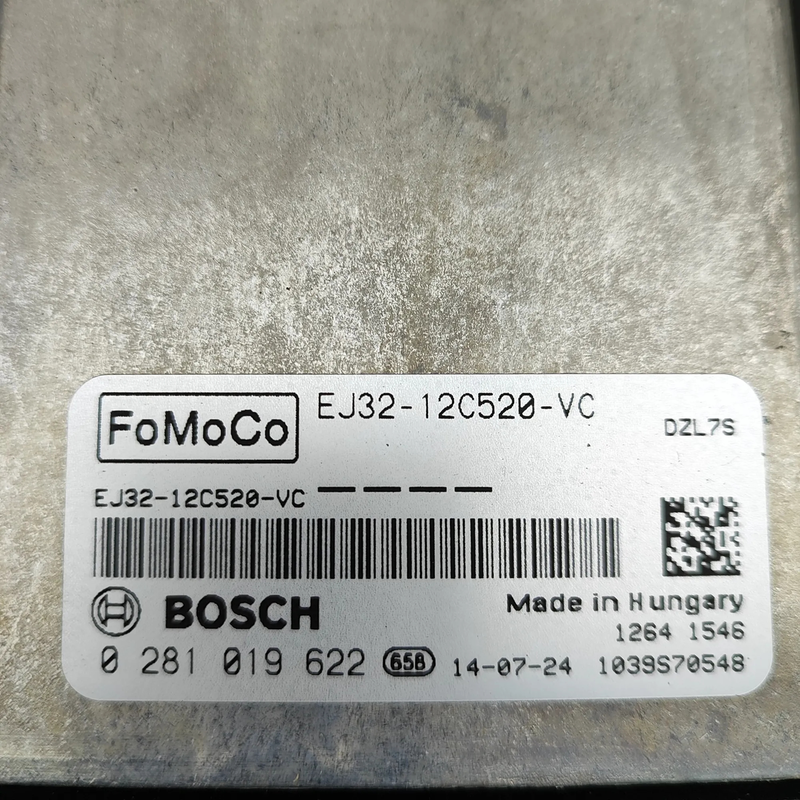 FoMoCo EJ32-12C520-VC
DZL7S
EJ32-12C520-VC — — — —
BOSCH
Made in Hungary
1264 1546
0 281 019 622 658 14-07-24 1039S70548